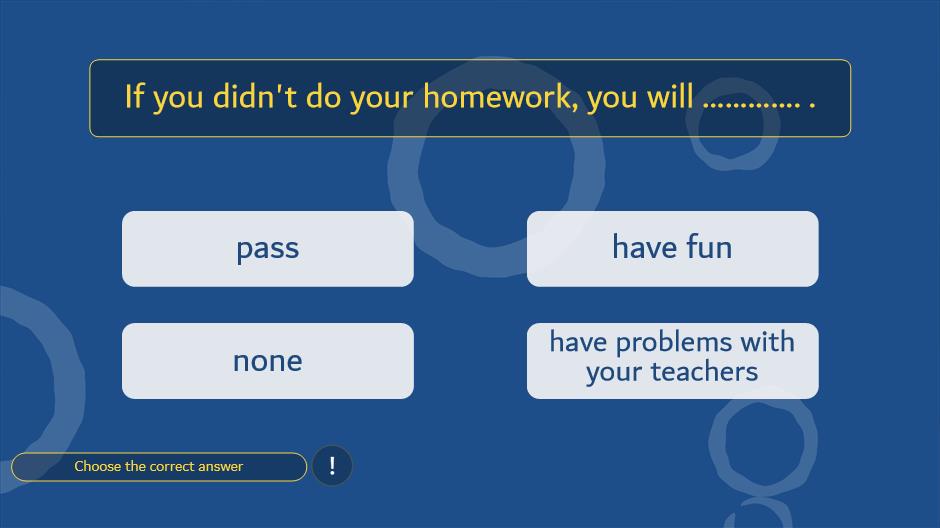 If you didn't do your homework, you will ............. .
pass
have fun
none
have problems with
your teachers
Choose the correct answer
!